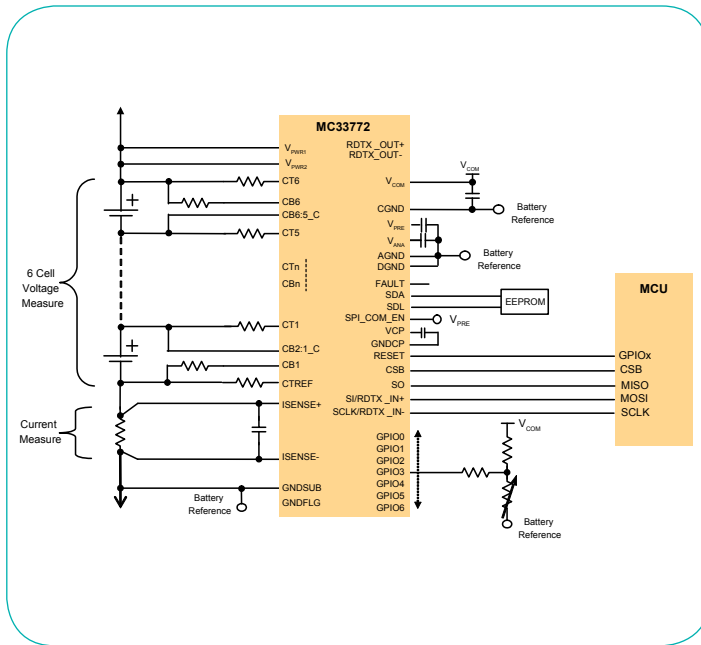 MC33772
VPWR1
VPWR2
CT6
CB6
CB6:5_C
CT5
CTn
CBn
CT1
CB2:1_C
CB1
CTREF
ISENSE+
ISENSE-
GNDSUB
GNDFLG
RDTX_OUT+
RDTX_OUT-
VCOM
CGND
VPRE
VANA
AGND
DGND
FAULT
SDA
SDL
SPI_COM_EN
VCP
GNDCP
RESET
CSB
SO
SI/RDTX_IN+
SCLK/RDTX_IN-
GPIO0
GPIO1
GPIO2
GPIO3
GPIO4
GPIO5
GPIO6
6 Cell
Voltage
Measure
+
+
Current
Measure
Battery
Reference
VCOM
Battery
Reference
Battery
Reference
EEPROM
VPRE
MCU
GPIOx
CSB
MISO
MOSI
SCLK
VCOM
Battery
Reference